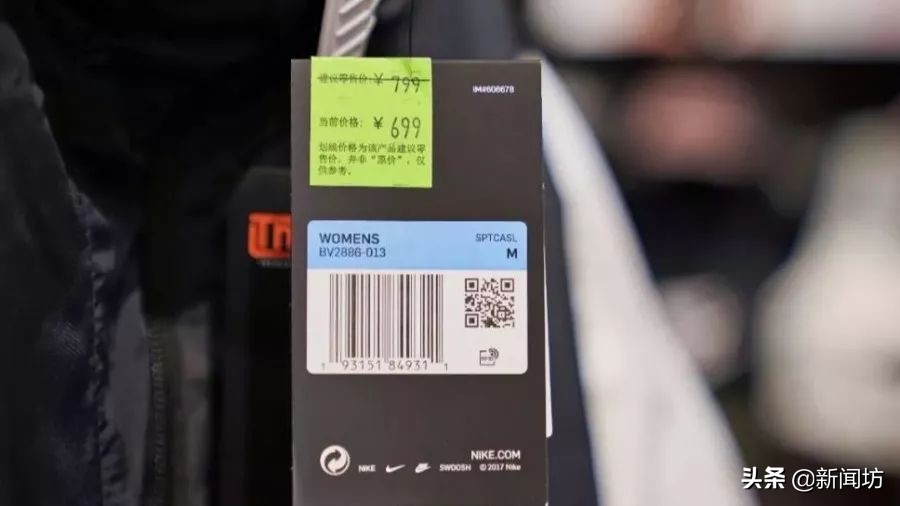 建议零售价:￥799
IM#606678
当前价格:￥699
划线价格为该产品建议零
售价,并非“原价”,仅
供参考。
WOMENS
SPTCASL
BV2886-013
M
1 93151 84931 1
RFID
NIKE.COM
NIKE SWOOSH © 2017 Nike
头条 @新闻坊